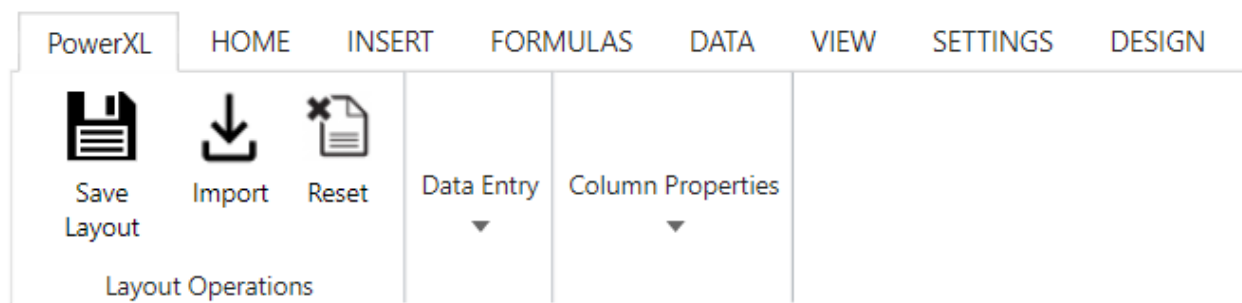 PowerXL HOME INSERT FORMULAS DATA VIEW SETTINGS DESIGN
Save Layout
Import
Reset
Layout Operations
Data Entry
Column Properties